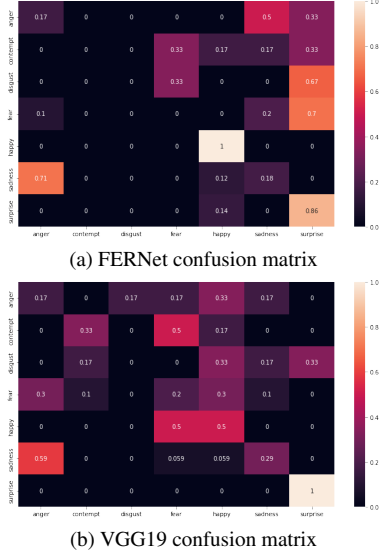 anger 0.17 0 0 0 0 0.5 0.33
contempt 0 0 0 0.33 0.17 0.17 0.33
disgust 0 0 0 0.33 0 0 0.67
fear 0.1 0 0 0 0 0.2 0.7
happy 0 0 0 0 1 0 0
sadness 0.71 0 0 0 0.12 0.18 0
surprise 0 0 0 0 0.14 0 0.86
anger contempt disgust fear happy sadness surprise
1.0
0.8
0.6
0.4
0.2
0.0
(a) FERNet confusion matrix
anger 0.17 0 0.17 0.17 0.33 0.17 0
contempt 0 0.33 0 0.5 0.17 0 0
disgust 0 0.17 0 0 0.33 0.17 0.33
fear 0.3 0.1 0 0.2 0.3 0.1 0
happy 0 0 0 0.5 0.5 0 0
sadness 0.59 0 0 0.059 0.059 0.29 0
surprise 0 0 0 0 0 0 1
anger contempt disgust fear happy sadness surprise
1.0
0.8
0.6
0.4
0.2
0.0
(b) VGG19 confusion matrix